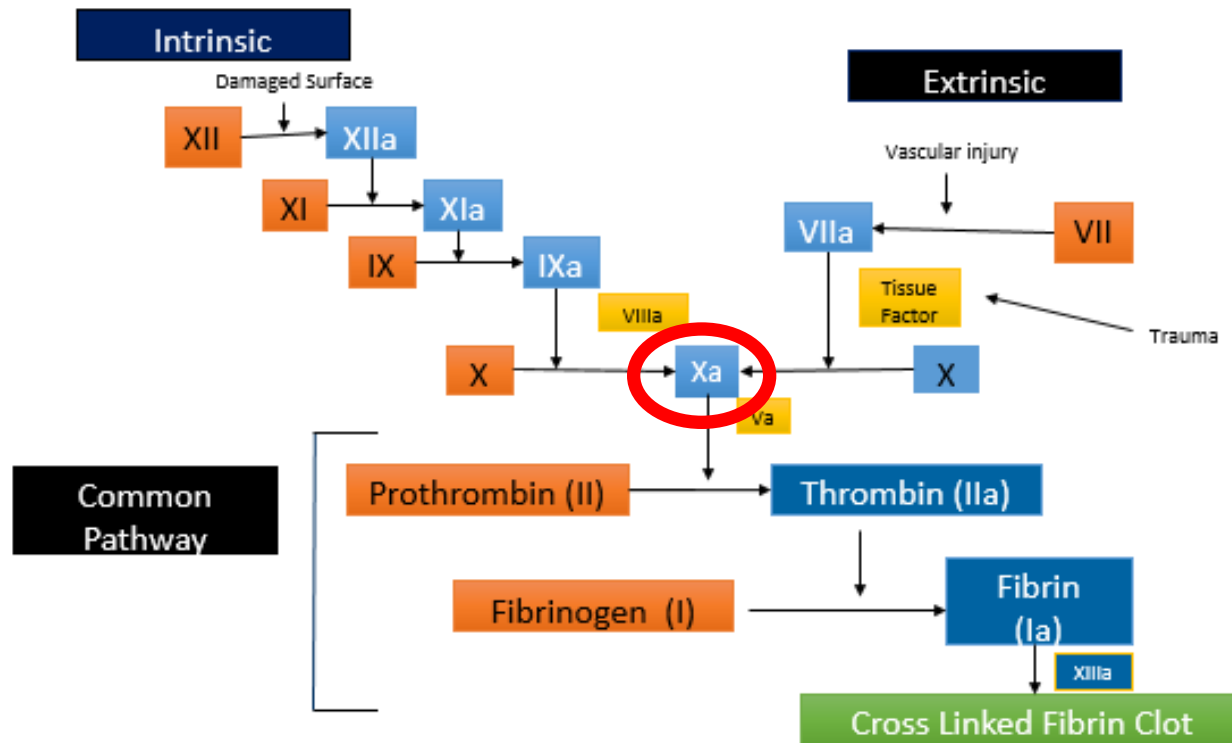 Intrinsic
Damaged Surface
Extrinsic
XII
XIIa
Vascular injury
XI
XIa
VIIa
VII
IX
IXa
Tissue
Factor
VIIIa
Trauma
X
Xa
X
Va
Common
Pathway
Prothrombin (II)
Thrombin (IIa)
Fibrinogen (I)
Fibrin
(Ia)
XIIIa
Cross Linked Fibrin Clot